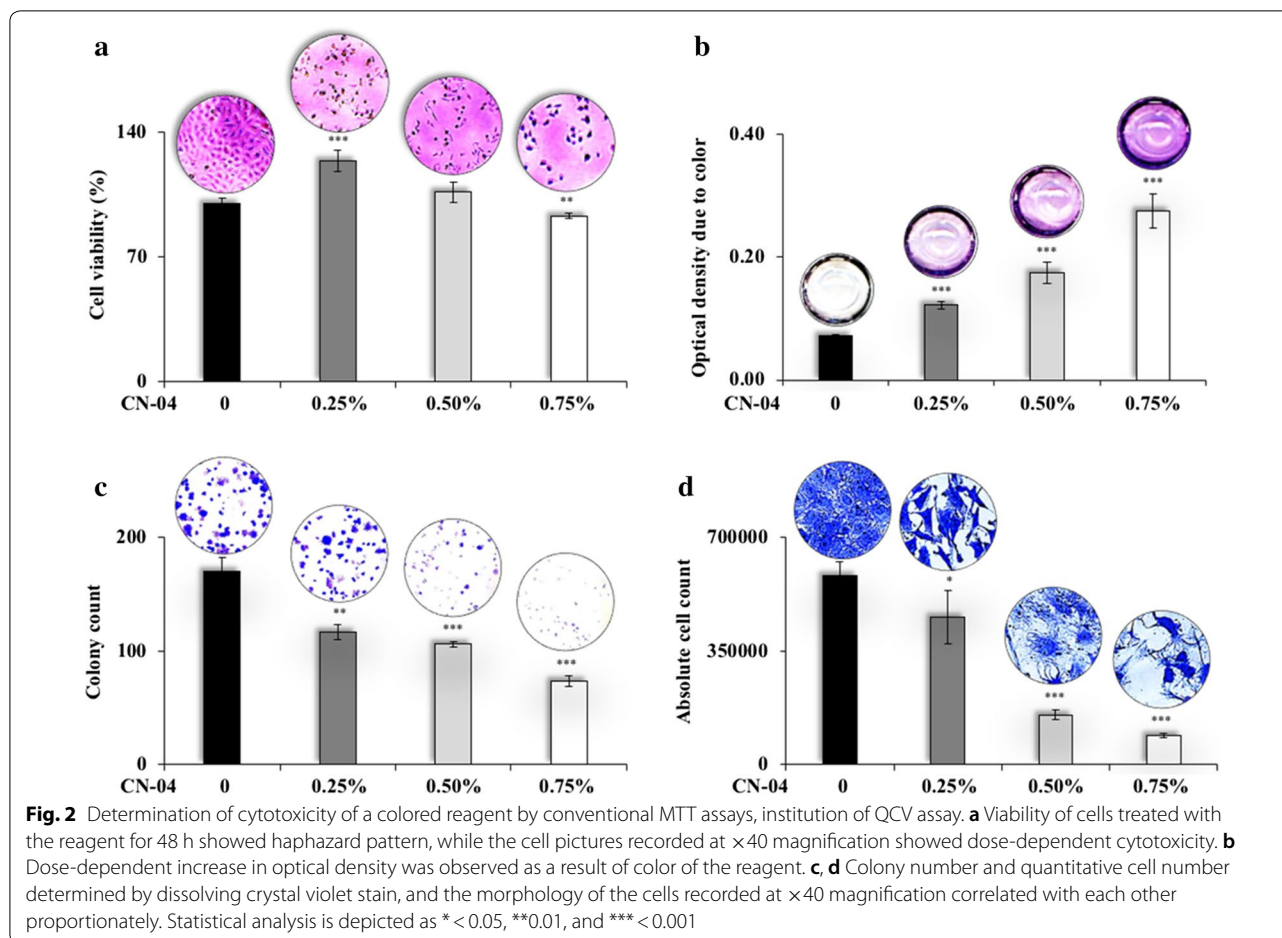 a
140
Cell viability (%)
70
0
***
**
CN-04 0 0.25% 0.50% 0.75%
b
0.40
Optical density due to color
0.20
0.00
***
***
***
CN-04 0 0.25% 0.50% 0.75%
c
200
Colony count
100
0
**
***
***
CN-04 0 0.25% 0.50% 0.75%
d
700000
Absolute cell count
350000
0
*
***
***
CN-04 0 0.25% 0.50% 0.75%
Fig. 2 Determination of cytotoxicity of a colored reagent by conventional MTT assays, institution of QCV assay. a Viability of cells treated with
the reagent for 48 h showed haphazard pattern, while the cell pictures recorded at ×40 magnification showed dose-dependent cytotoxicity. b
Dose-dependent increase in optical density was observed as a result of color of the reagent. c, d Colony number and quantitative cell number
determined by dissolving crystal violet stain, and the morphology of the cells recorded at ×40 magnification correlated with each other
proportionately. Statistical analysis is depicted as * < 0.05, **0.01, and *** < 0.001